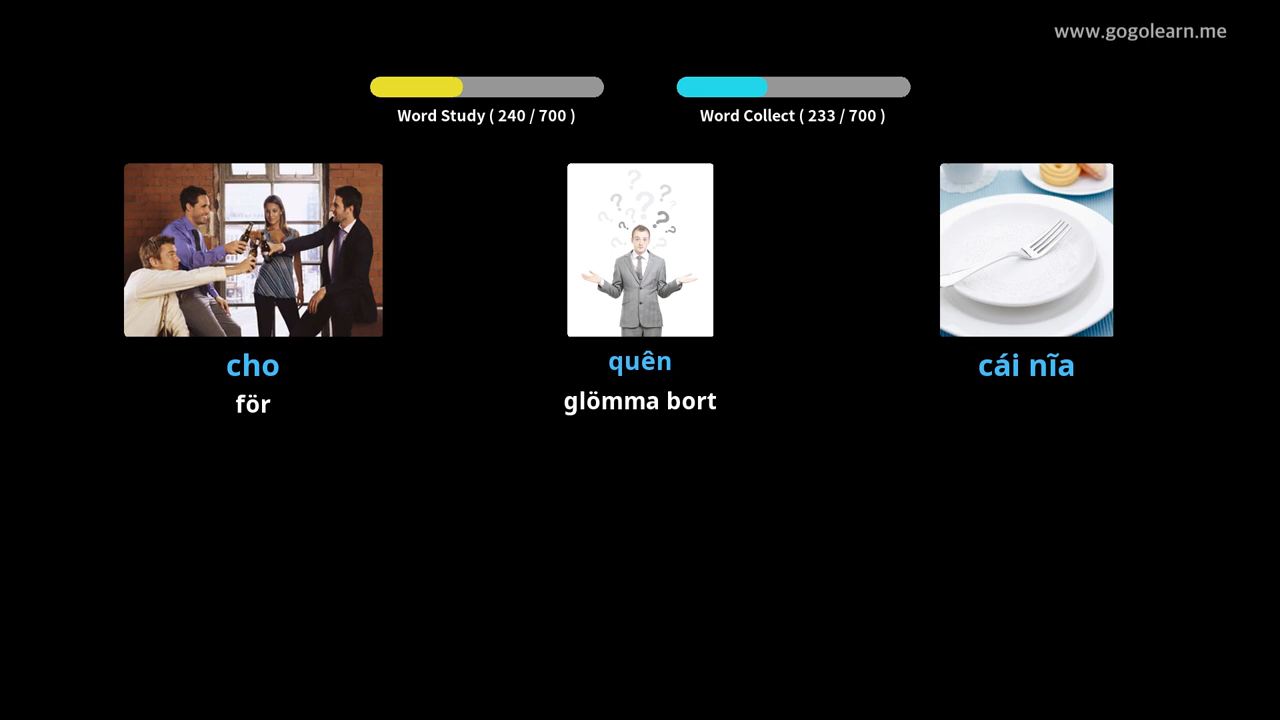 www.gogolearn.me
Word Study ( 240 / 700 )
Word Collect ( 233 / 700 )
cho
för
quên
glömma bort
cái nĩa